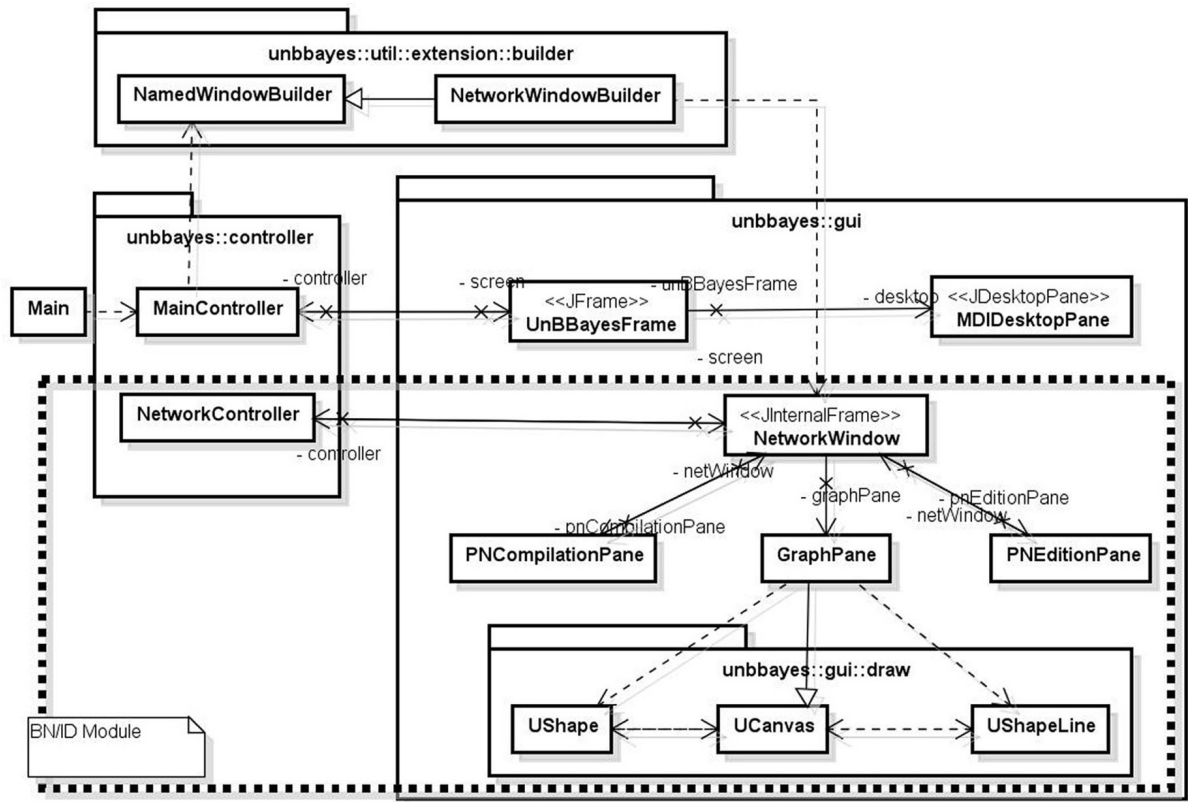 unbbayes::util::extension::builder
NamedWindowBuilder
NetworkWindowBuilder
unbbayes::controller
unbbayes::gui
- controller
- screen
- unBBayesFrame
- desktop
Main
MainController
<<JFrame>>
UnBBayesFrame
<<JDesktopPane>>
MDIDesktopPane
- screen
NetworkController
<<JInternalFrame>>
NetworkWindow
- controller
- netWindow
- graphPane
- pnEditionPane
- netWindow
- pnCompilationPane
PNCompilationPane
GraphPane
PNEditionPane
unbbayes::gui::draw
UShape
UCanvas
UShapeLine
BN/ID Module